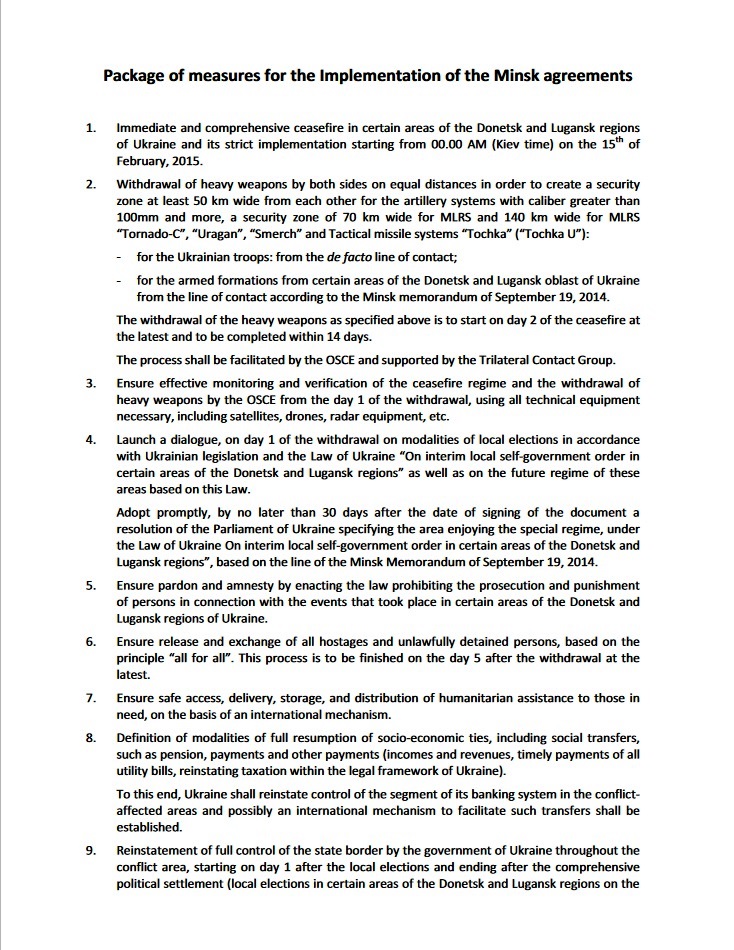 Package of measures for the Implementation of the Minsk agreements
1. Immediate and comprehensive ceasefire in certain areas of the Donetsk and Lugansk regions
of Ukraine and its strict implementation starting from 00.00 AM (Kiev time) on the 15th of
February, 2015.
2. Withdrawal of heavy weapons by both sides on equal distances in order to create a security
zone at least 50 km wide from each other for the artillery systems with caliber greater than
100mm and more, a security zone of 70 km wide for MLRS and 140 km wide for MLRS
“Tornado-C”, “Uragan”, “Smerch” and Tactical missile systems “Tochka” (“Tochka U”):
- for the Ukrainian troops: from the de facto line of contact;
- for the armed formations from certain areas of the Donetsk and Lugansk oblast of Ukraine
from the line of contact according to the Minsk memorandum of September 19, 2014.
The withdrawal of the heavy weapons as specified above is to start on day 2 of the ceasefire at
the latest and to be completed within 14 days.
The process shall be facilitated by the OSCE and supported by the Trilateral Contact Group.
3. Ensure effective monitoring and verification of the ceasefire regime and the withdrawal of
heavy weapons by the OSCE from the day 1 of the withdrawal, using all technical equipment
necessary, including satellites, drones, radar equipment, etc.
4. Launch a dialogue, on day 1 of the withdrawal on modalities of local elections in accordance
with Ukrainian legislation and the Law of Ukraine “On interim local self-government order in
certain areas of the Donetsk and Lugansk regions” as well as on the future regime of these
areas based on this Law.
Adopt promptly, by no later than 30 days after the date of signing of the document a
resolution of the Parliament of Ukraine specifying the area enjoying the special regime, under
the Law of Ukraine On interim local self-government order in certain areas of the Donetsk and
Lugansk regions”, based on the line of the Minsk Memorandum of September 19, 2014.
5. Ensure pardon and amnesty by enacting the law prohibiting the prosecution and punishment
of persons in connection with the events that took place in certain areas of the Donetsk and
Lugansk regions of Ukraine.
6. Ensure release and exchange of all hostages and unlawfully detained persons, based on the
principle “all for all”. This process is to be finished on the day 5 after the withdrawal at the
latest.
7. Ensure safe access, delivery, storage, and distribution of humanitarian assistance to those in
need, on the basis of an international mechanism.
8. Definition of modalities of full resumption of socio-economic ties, including social transfers,
such as pension, payments and other payments (incomes and revenues, timely payments of all
utility bills, reinstating taxation within the legal framework of Ukraine).
To this end, Ukraine shall reinstate control of the segment of its banking system in the conflict-
affected areas and possibly an international mechanism to facilitate such transfers shall be
established.
9. Reinstatement of full control of the state border by the government of Ukraine throughout the
conflict area, starting on day 1 after the local elections and ending after the comprehensive
political settlement (local elections in certain areas of the Donetsk and Lugansk regions on the